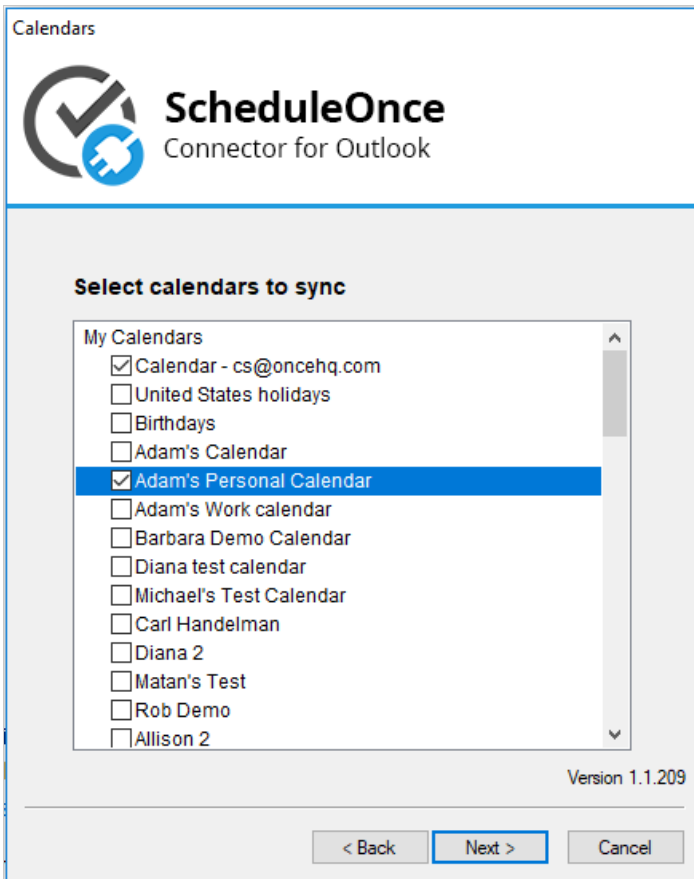 Calendars
ScheduleOnce
Connector for Outlook
Select calendars to sync
My Calendars
Calendar - cs@oncehq.com
United States holidays
Birthdays
Adam's Calendar
Adam's Personal Calendar
Adam's Work calendar
Barbara Demo Calendar
Diana test calendar
Michael's Test Calendar
Carl Handelman
Diana 2
Matan's Test
Rob Demo
Allison 2
Version 1.1.209
< Back Next > Cancel